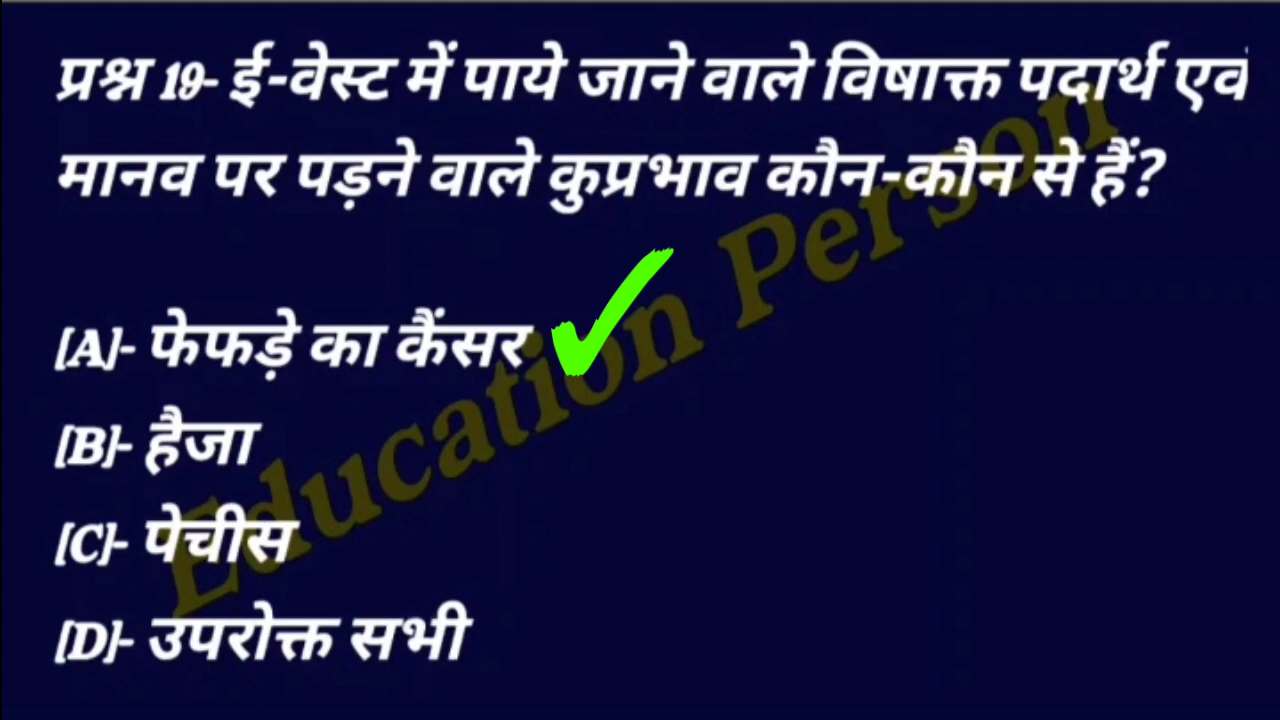 प्रश्न 19- ई-वेस्ट में पाये जाने वाले विषाक्त पदार्थ एवं
मानव पर पड़ने वाले कुप्रभाव कौन-कौन से हैं?
[A]- फेफड़े का कैंसर
[B]- हैजा
[C]- पेचीस
[D]- उपरोक्त सभी
Education Person